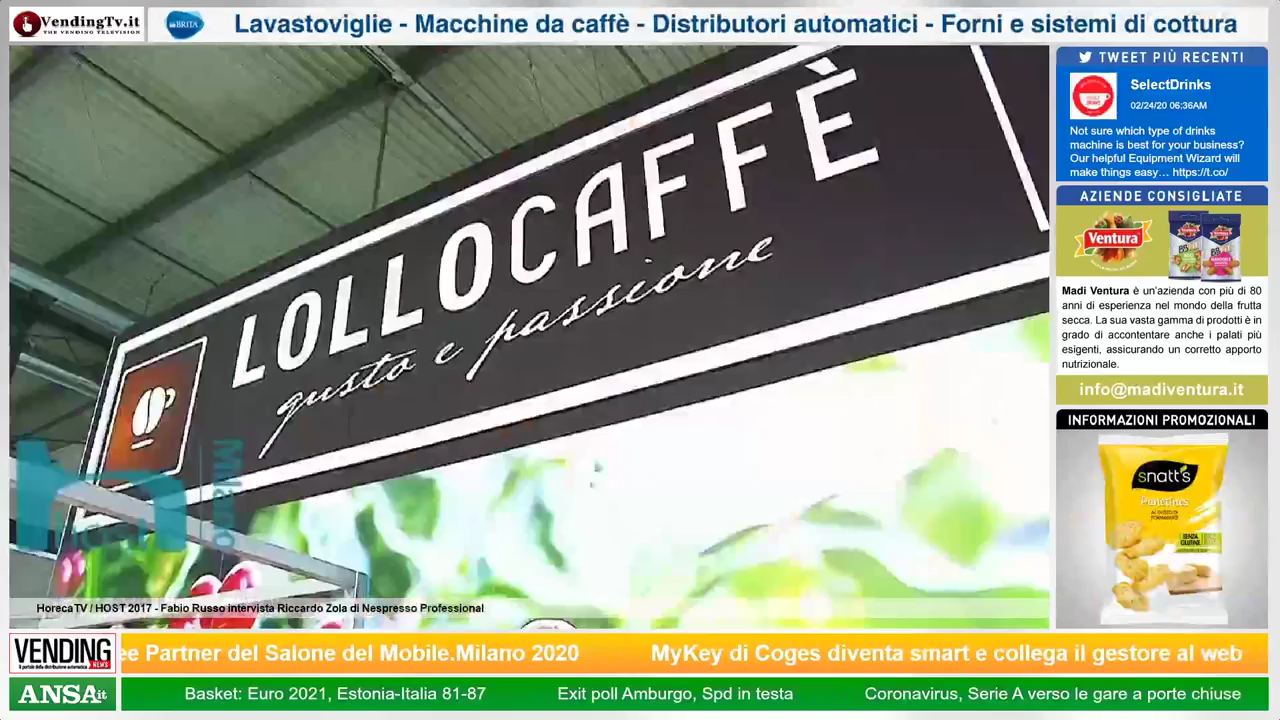 VendingTv.it
THE VENDING TELEVISION
BRITA
Lavastoviglie - Macchine da caffè - Distributori automatici - Forni e sistemi di cottura
LOLLOCAFFÈ
gusto e passione
HorecaTV / HOST 2017 - Fabio Russo intervista Riccardo Zola di Nespresso Professional
TWEET PIÙ RECENTI
SelectDrinks
02/24/20 06:36AM
Not sure which type of drinks
machine is best for your business?
Our helpful Equipment Wizard will
make things easy… https://t.co/
AZIENDE CONSIGLIATE
Ventura
Madi Ventura è un'azienda con più di 80
anni di esperienza nel mondo della frutta
secca. La sua vasta gamma di prodotti è in
grado di accontentare anche i palati più
esigenti, assicurando un corretto apporto
nutrizionale.
info@madiventura.it
INFORMAZIONI PROMOZIONALI
snatt's
SENZA
GLUTINE
VENDING
NEWS
ee Partner del Salone del Mobile.Milano 2020
MyKey di Coges diventa smart e collega il gestore al web
ANSA.it
Basket: Euro 2021, Estonia-Italia 81-87
Exit poll Amburgo, Spd in testa
Coronavirus, Serie A verso le gare a porte chiuse